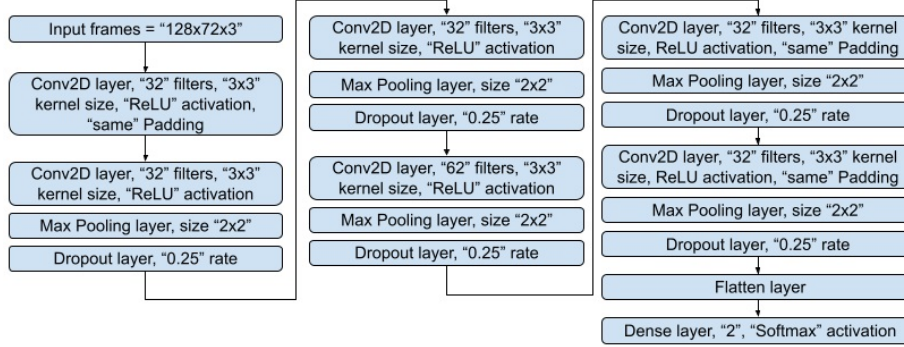 Input frames = "128x72x3"
Conv2D layer, "32" filters, "3x3"
kernel size, "ReLU" activation,
"same" Padding
Conv2D layer, "32" filters, "3x3"
kernel size, "ReLU" activation
Max Pooling layer, size "2x2"
Dropout layer, "0.25" rate
Conv2D layer, "32" filters, "3x3"
kernel size, "ReLU" activation
Max Pooling layer, size "2x2"
Dropout layer, "0.25" rate
Conv2D layer, "62" filters, "3x3"
kernel size, "ReLU" activation
Max Pooling layer, size "2x2"
Dropout layer, "0.25" rate
Conv2D layer, "32" filters, "3x3" kernel
size, ReLU activation, "same" Padding
Max Pooling layer, size "2x2"
Dropout layer, "0.25" rate
Conv2D layer, "32" filters, "3x3" kernel
size, ReLU activation, "same" Padding
Max Pooling layer, size "2x2"
Dropout layer, "0.25" rate
Flatten layer
Dense layer, "2", "Softmax" activation